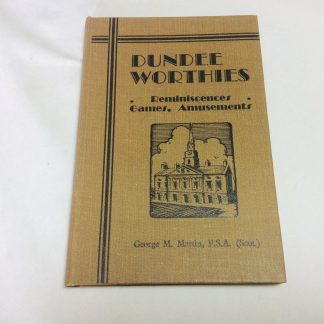 DUNDEE
WORTHIES
. Reminiscences .
Games, Amusements
George M. Martin, F.S.A. (Scot.)